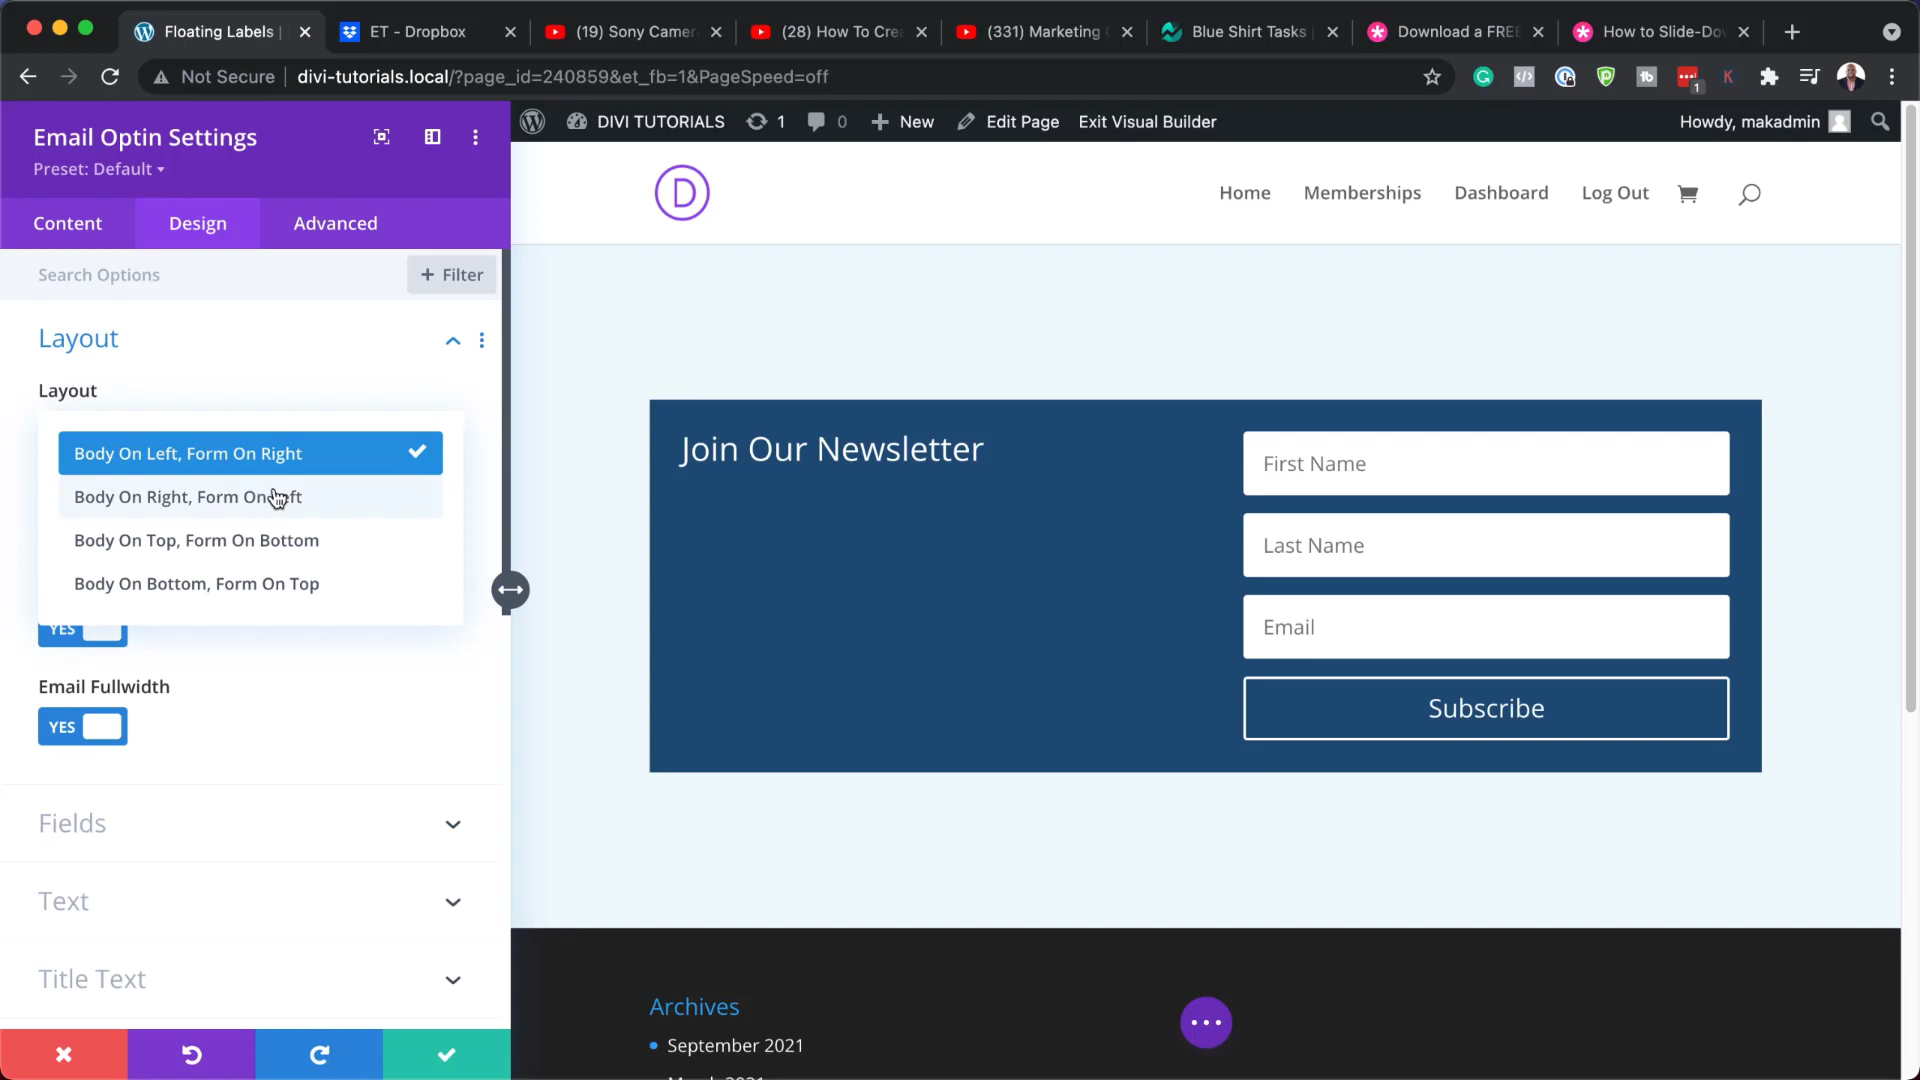 Floating Labels |
ET - Dropbox
(19) Sony Camer
(28) How To Cre
(331) Marketing
Blue Shirt Tasks
Download a FREE
How to Slide-Do
Not Secure
divi-tutorials.local/?page_id=240859&et_fb=1&PageSpeed=off
1
Email Optin Settings
Preset: Default
Content
Design
Advanced
Search Options
+ Filter
Layout
Layout
Body On Left, Form On Right
Body On Right, Form On Left
Body On Top, Form On Bottom
Body On Bottom, Form On Top
YES
Email Fullwidth
YES
Fields
Text
Title Text
DIVI TUTORIALS
1
0
New
Edit Page
Exit Visual Builder
Howdy, makadmin
D
Home
Memberships
Dashboard
Log Out
Join Our Newsletter
First Name
Last Name
Email
Subscribe
Archives
September 2021